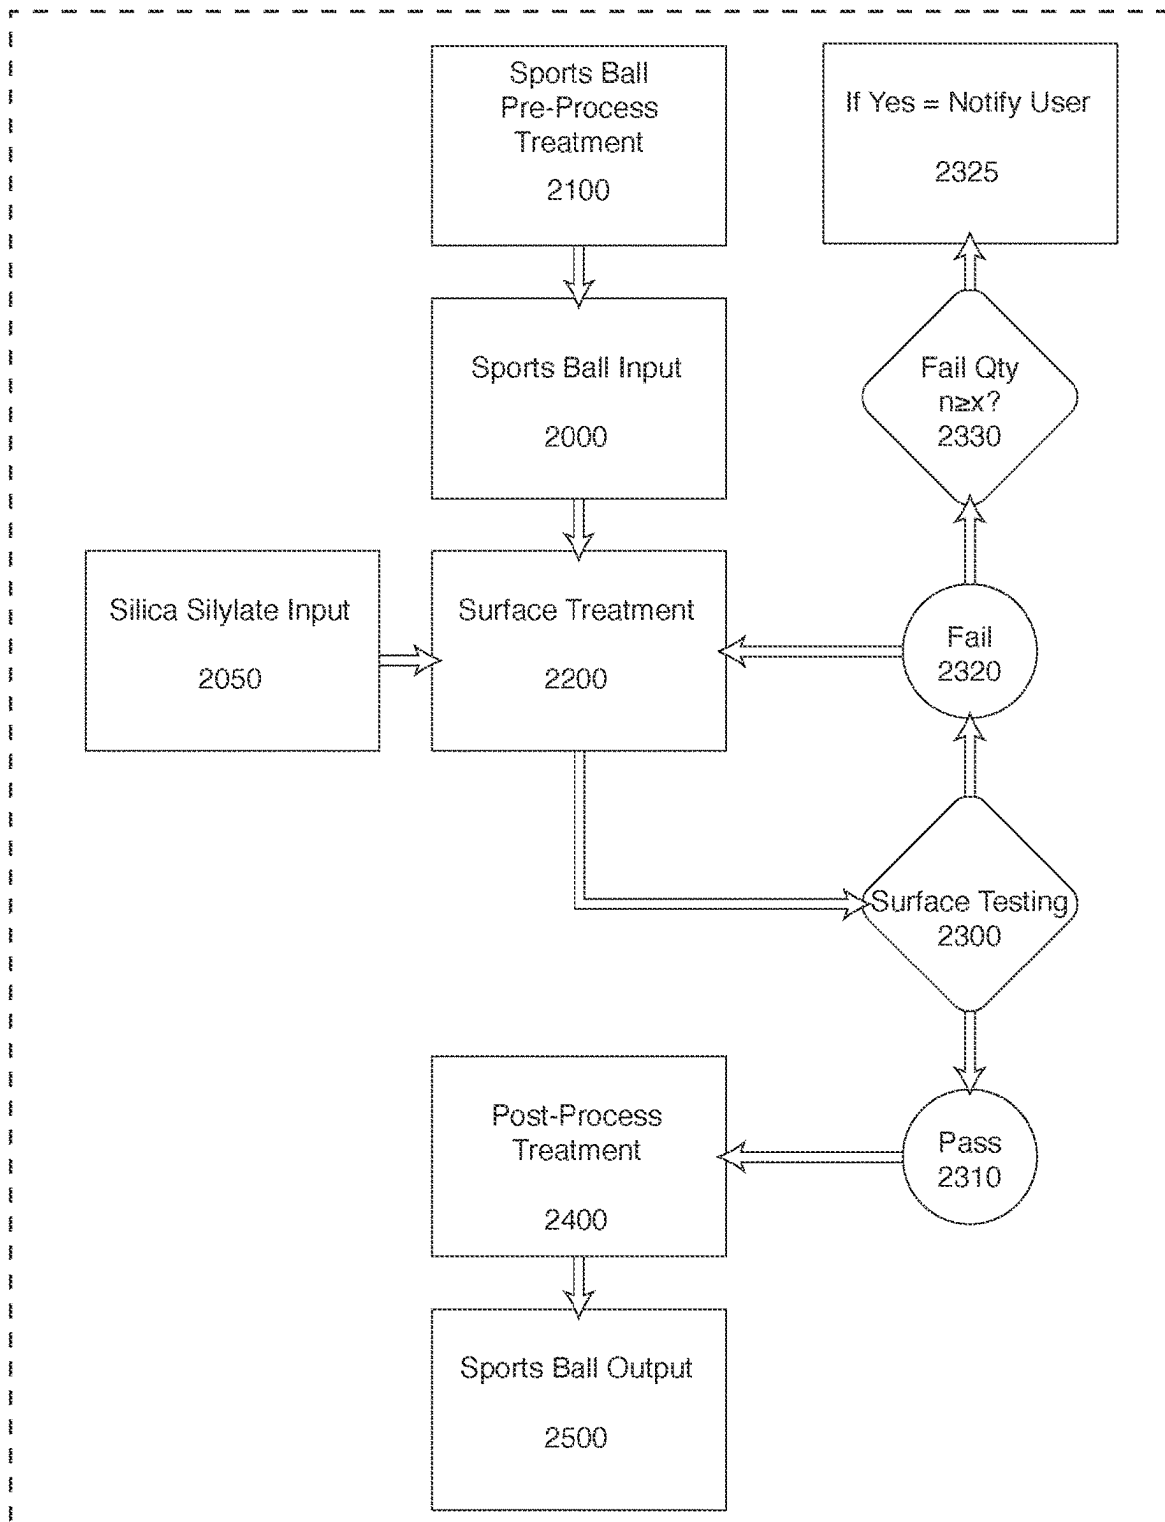 Sports Ball
Pre-Process
Treatment
2100
If Yes = Notify User
2325
Sports Ball Input
2000
Fail Qty
n≥x?
2330
Silica Silylate Input
2050
Surface Treatment
2200
Fail
2320
Surface Testing
2300
Post-Process
Treatment
2400
Pass
2310
Sports Ball Output
2500